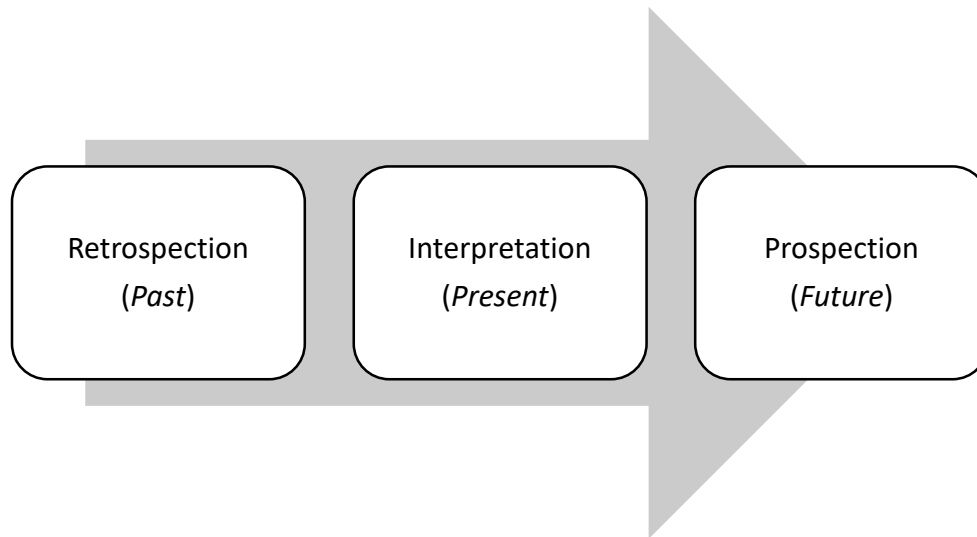 Retrospection
(Past)
Interpretation
(Present)
Prospection
(Future)